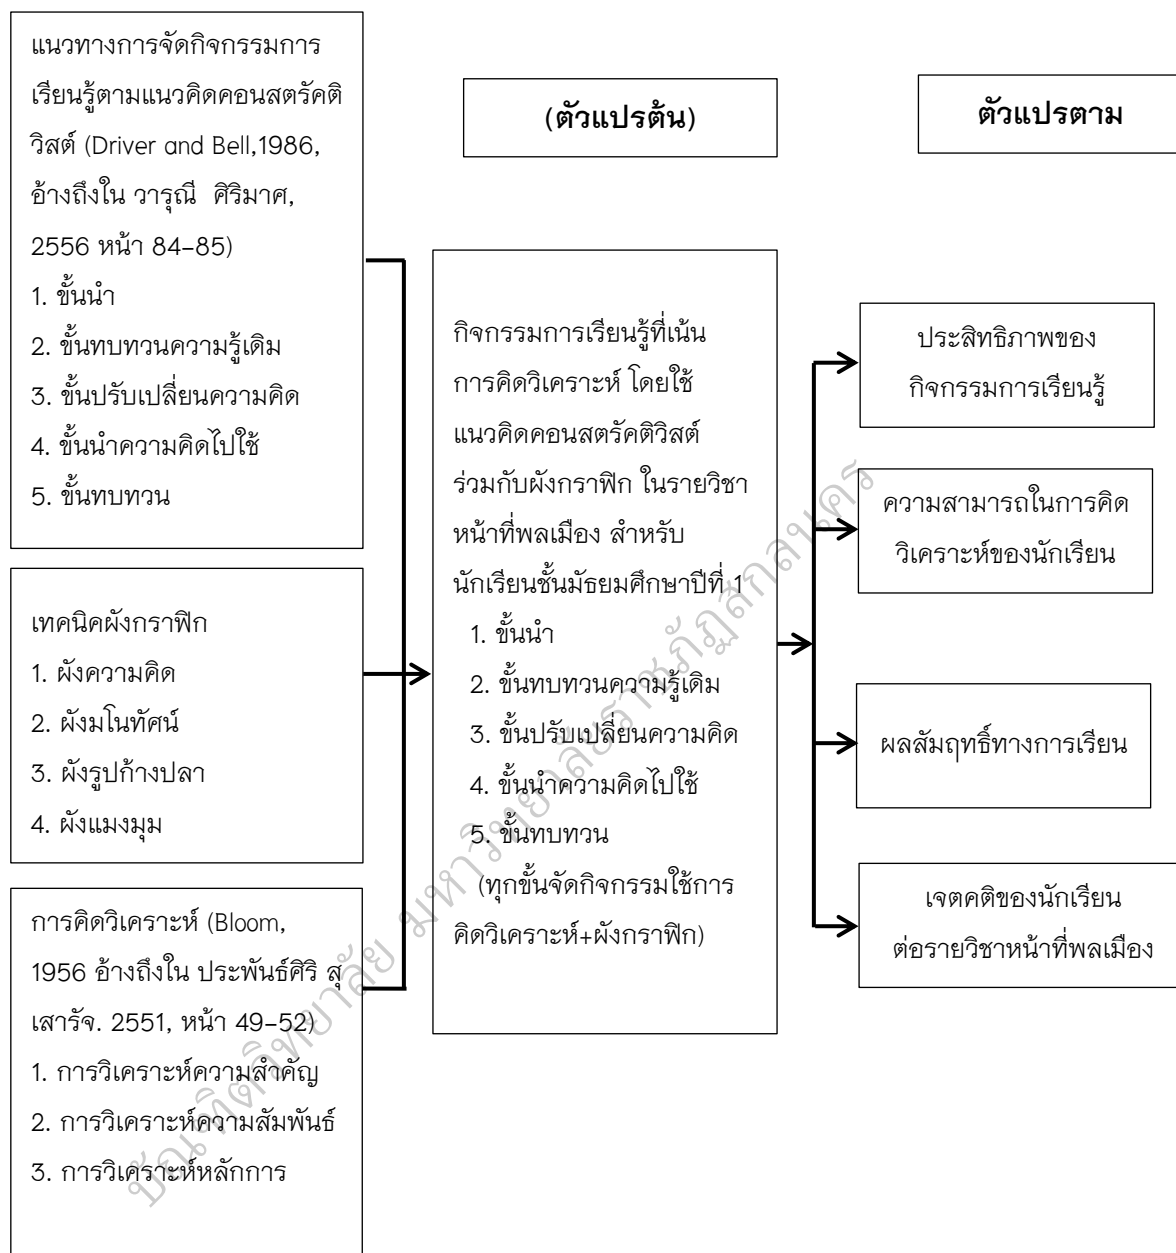 แนวทางการจัดกิจกรรมการ
เรียนรู้ตามแนวคิดคอนสตรัคติ
วิสต์ (Driver and Bell,1986,
อ้างถึงใน วารุณี ศิริมาศ,
2556 หน้า 84–85)
1. ขั้นนำ
2. ขั้นทบทวนความรู้เดิม
3. ขั้นปรับเปลี่ยนความคิด
4. ขั้นนำความคิดไปใช้
5. ขั้นทบทวน
เทคนิคผังกราฟิก
1. ผังความคิด
2. ผังมโนทัศน์
3. ผังรูปก้างปลา
4. ผังแมงมุม
การคิดวิเคราะห์ (Bloom,
1956 อ้างถึงใน ประพันธ์ศิริ สุ
เสารัจ. 2551, หน้า 49–52)
1. การวิเคราะห์ความสำคัญ
2. การวิเคราะห์ความสัมพันธ์
3. การวิเคราะห์หลักการ
(ตัวแปรต้น)
กิจกรรมการเรียนรู้ที่เน้น
การคิดวิเคราะห์ โดยใช้
แนวคิดคอนสตรัคติวิสต์
ร่วมกับผังกราฟิก ในรายวิชา
หน้าที่พลเมือง สำหรับ
นักเรียนชั้นมัธยมศึกษาปีที่ 1
1. ขั้นนำ
2. ขั้นทบทวนความรู้เดิม
3. ขั้นปรับเปลี่ยนความคิด
4. ขั้นนำความคิดไปใช้
5. ขั้นทบทวน
(ทุกขั้นจัดกิจกรรมใช้การ
คิดวิเคราะห์+ผังกราฟิก)
ตัวแปรตาม
ประสิทธิภาพของ
กิจกรรมการเรียนรู้
ความสามารถในการคิด
วิเคราะห์ของนักเรียน
ผลสัมฤทธิ์ทางการเรียน
เจตคติของนักเรียน
ต่อรายวิชาหน้าที่พลเมือง
บัณฑิตวิทยาลัย มหาวิทยาลัยราชภัฏสกลนคร